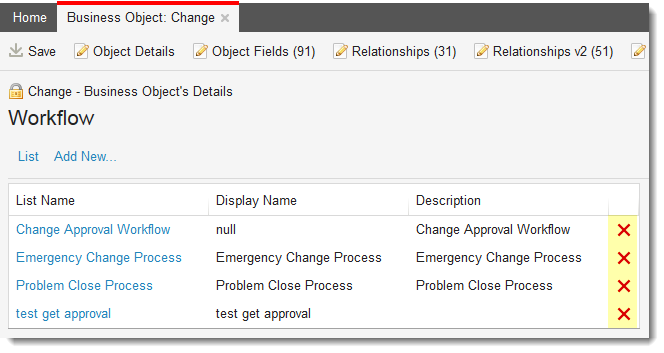 Home Business Object: Change ×
Save Object Details Object Fields (91) Relationships (31) Relationships v2 (51)
Change - Business Object's Details
Workflow
List Add New...
List Name Display Name Description
Change Approval Workflow null Change Approval Workflow
Emergency Change Process Emergency Change Process Emergency Change Process
Problem Close Process Problem Close Process Problem Close Process
test get approval test get approval